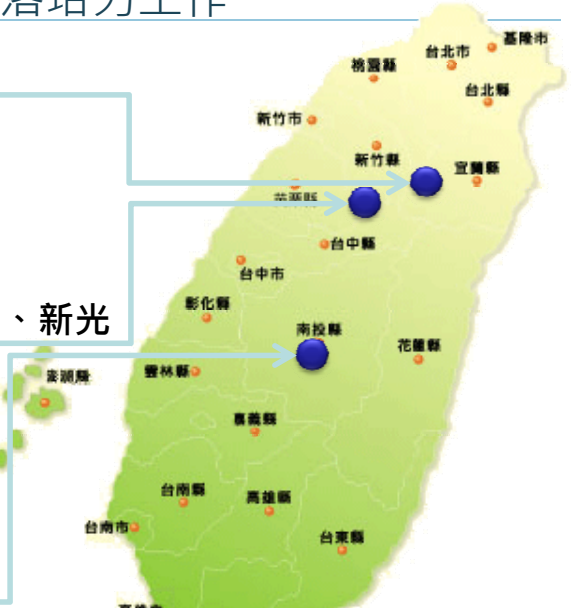 落培力工作
基隆市
台北市
桃園縣
台北縣
新竹市
新竹縣
宜蘭縣
苗栗縣
台中縣
台中市
彰化縣
、新光
南投縣
花蓮縣
雲林縣
澎湖縣
嘉義縣
台南縣
高雄縣
台南市
台東縣